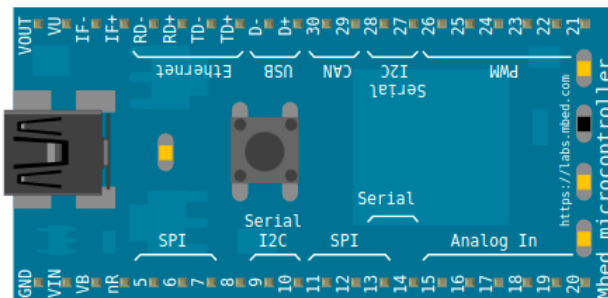 VOUT VU IF- IF+ RD- RD+ TD- TD+ D- D+ 30 29 28 27 26 25 24 23 22 21
Ethernet USB CAN I2C PWM
Serial
https://labs.mbed.com
Mbed microcontroller
Serial
Serial
SPI I2C SPI Analog In
GND VIN VB nR 5 6 7 8 9 10 11 12 13 14 15 16 17 18 19 20